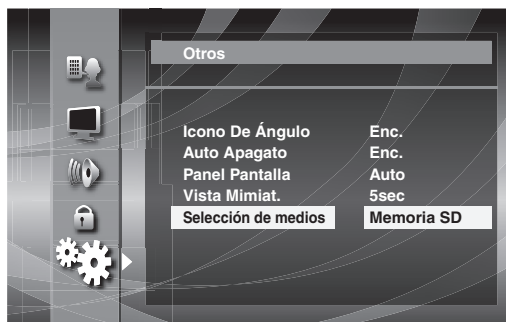 Otros
Icono De Ángulo Enc.
Auto Apagato Enc.
Panel Pantalla Auto
Vista Mimiat. 5sec
Selección de medios Memoria SD